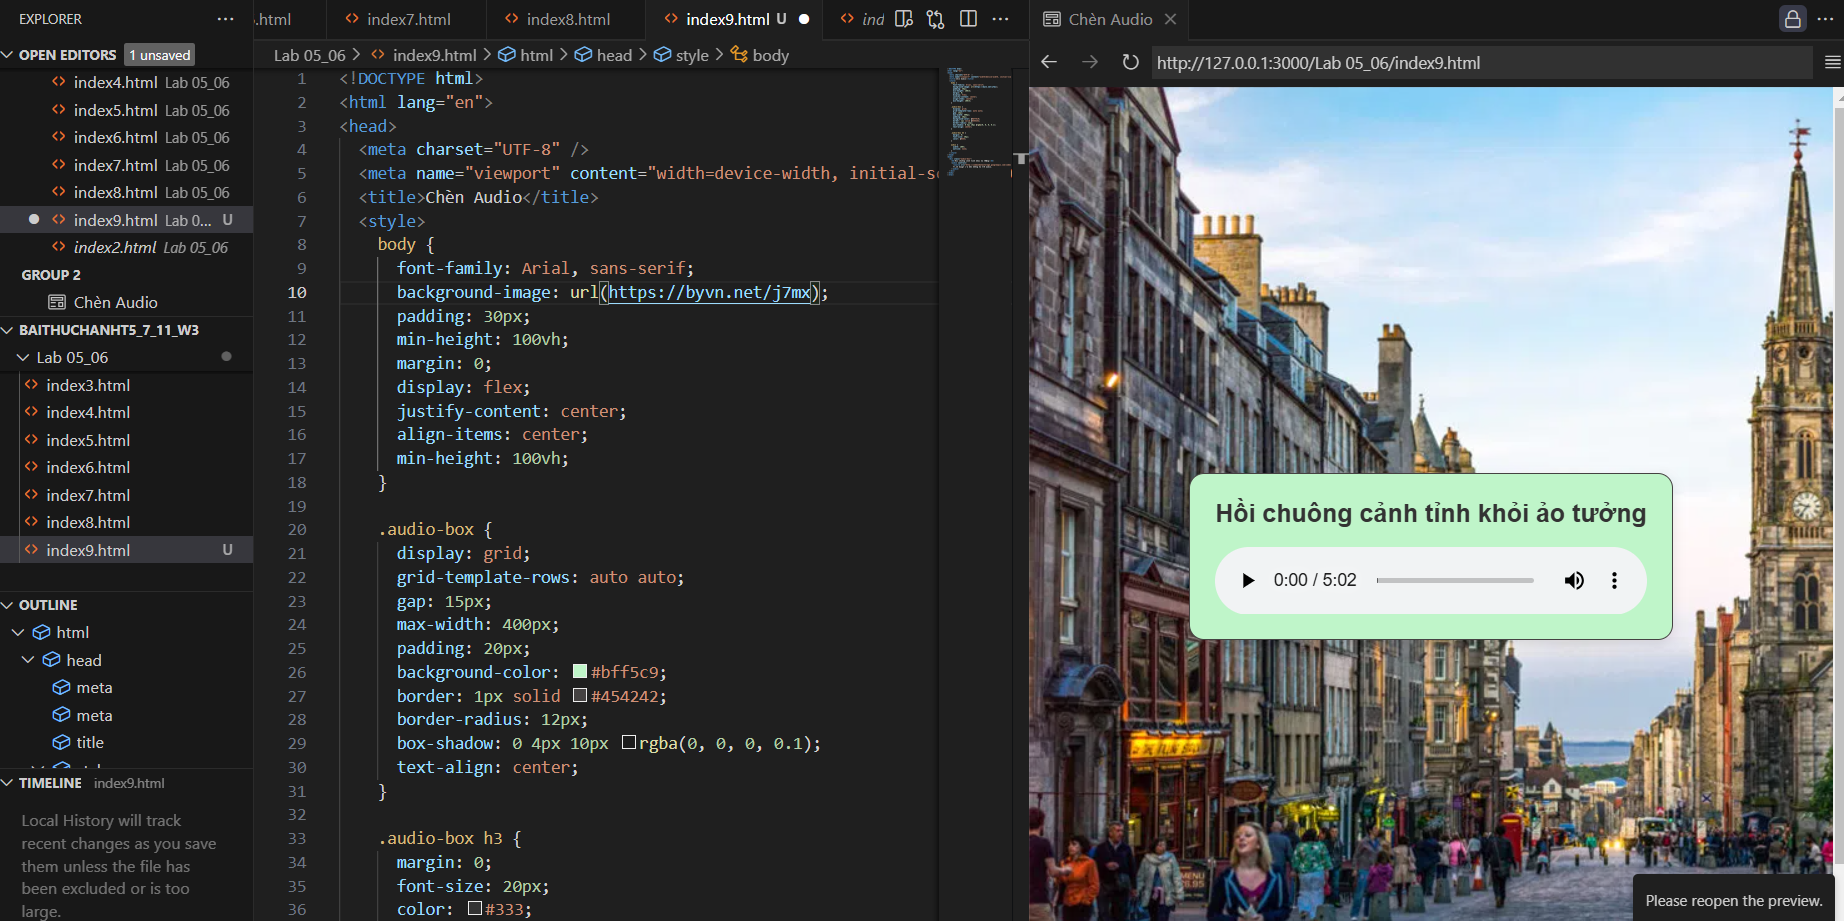 EXPLORER
OPEN EDITORS 1 unsaved
index4.html Lab 05_06
index5.html Lab 05_06
index6.html Lab 05_06
index7.html Lab 05_06
index8.html Lab 05_06
index9.html Lab 0... U
index2.html Lab 05_06
GROUP 2
Chèn Audio
BAITHUCHANHT5_7_11_W3
Lab 05_06
index3.html
index4.html
index5.html
index6.html
index7.html
index8.html
index9.html U
OUTLINE
html
head
meta
meta
title
TIMELINE index9.html
Local History will track
recent changes as you save
them unless the file has
been excluded or is too
large.
.html index7.html index8.html index9.html U ind
Lab 05_06 > index9.html > html > head > style > body
1 <!DOCTYPE html>
2 <html lang="en">
3 <head>
4 <meta charset="UTF-8" />
5 <meta name="viewport" content="width=device-width, initial-s
6 <title>Chèn Audio</title>
7 <style>
8 body {
9 font-family: Arial, sans-serif;
10 background-image: url(https://byvn.net/j7mx);
11 padding: 30px;
12 min-height: 100vh;
13 margin: 0;
14 display: flex;
15 justify-content: center;
16 align-items: center;
17 min-height: 100vh;
18 }
19
20 .audio-box {
21 display: grid;
22 grid-template-rows: auto auto;
23 gap: 15px;
24 max-width: 400px;
25 padding: 20px;
26 background-color: #bff5c9;
27 border: 1px solid #454242;
28 border-radius: 12px;
29 box-shadow: 0 4px 10px rgba(0, 0, 0, 0.1);
30 text-align: center;
31 }
32
33 .audio-box h3 {
34 margin: 0;
35 font-size: 20px;
36 color: #333;
Chèn Audio
http://127.0.0.1:3000/Lab 05_06/index9.html
Hồi chuông cảnh tỉnh khỏi ảo tưởng
0:00 / 5:02
MENU
Please reopen the preview.